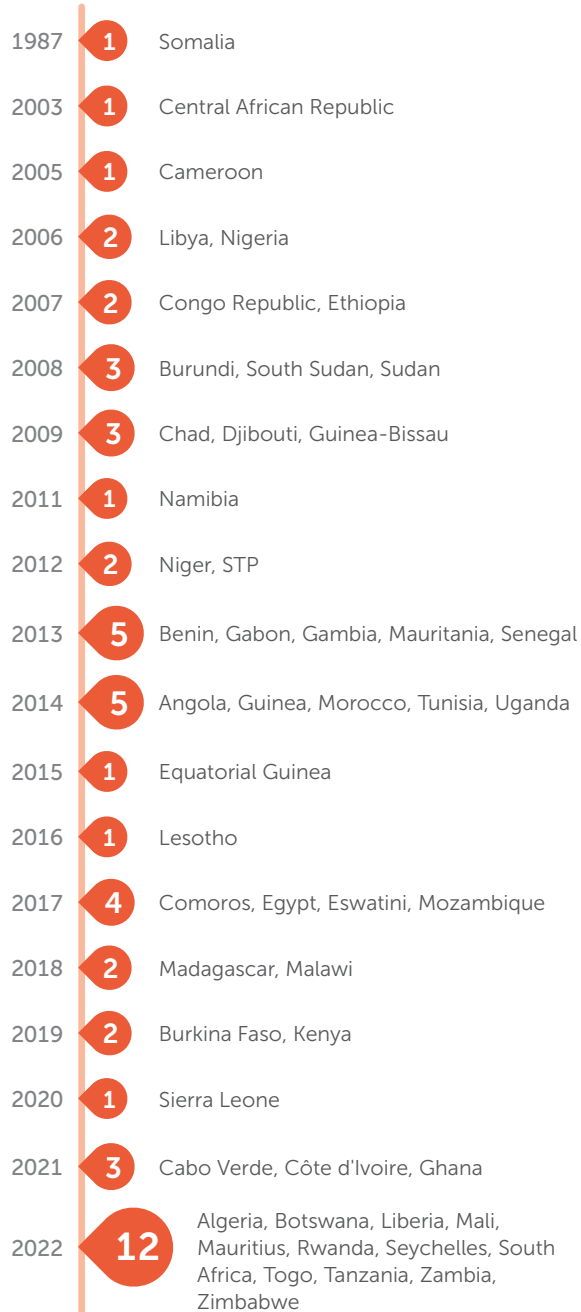 1987 1 Somalia
2003 1 Central African Republic
2005 1 Cameroon
2006 2 Libya, Nigeria
2007 2 Congo Republic, Ethiopia
2008 3 Burundi, South Sudan, Sudan
2009 3 Chad, Djibouti, Guinea-Bissau
2011 1 Namibia
2012 2 Niger, STP
2013 5 Benin, Gabon, Gambia, Mauritania, Senegal
2014 5 Angola, Guinea, Morocco, Tunisia, Uganda
2015 1 Equatorial Guinea
2016 1 Lesotho
2017 4 Comoros, Egypt, Eswatini, Mozambique
2018 2 Madagascar, Malawi
2019 2 Burkina Faso, Kenya
2020 1 Sierra Leone
2021 3 Cabo Verde, Côte d'Ivoire, Ghana
2022 12 Algeria, Botswana, Liberia, Mali,
Mauritius, Rwanda, Seychelles, South
Africa, Togo, Tanzania, Zambia,
Zimbabwe